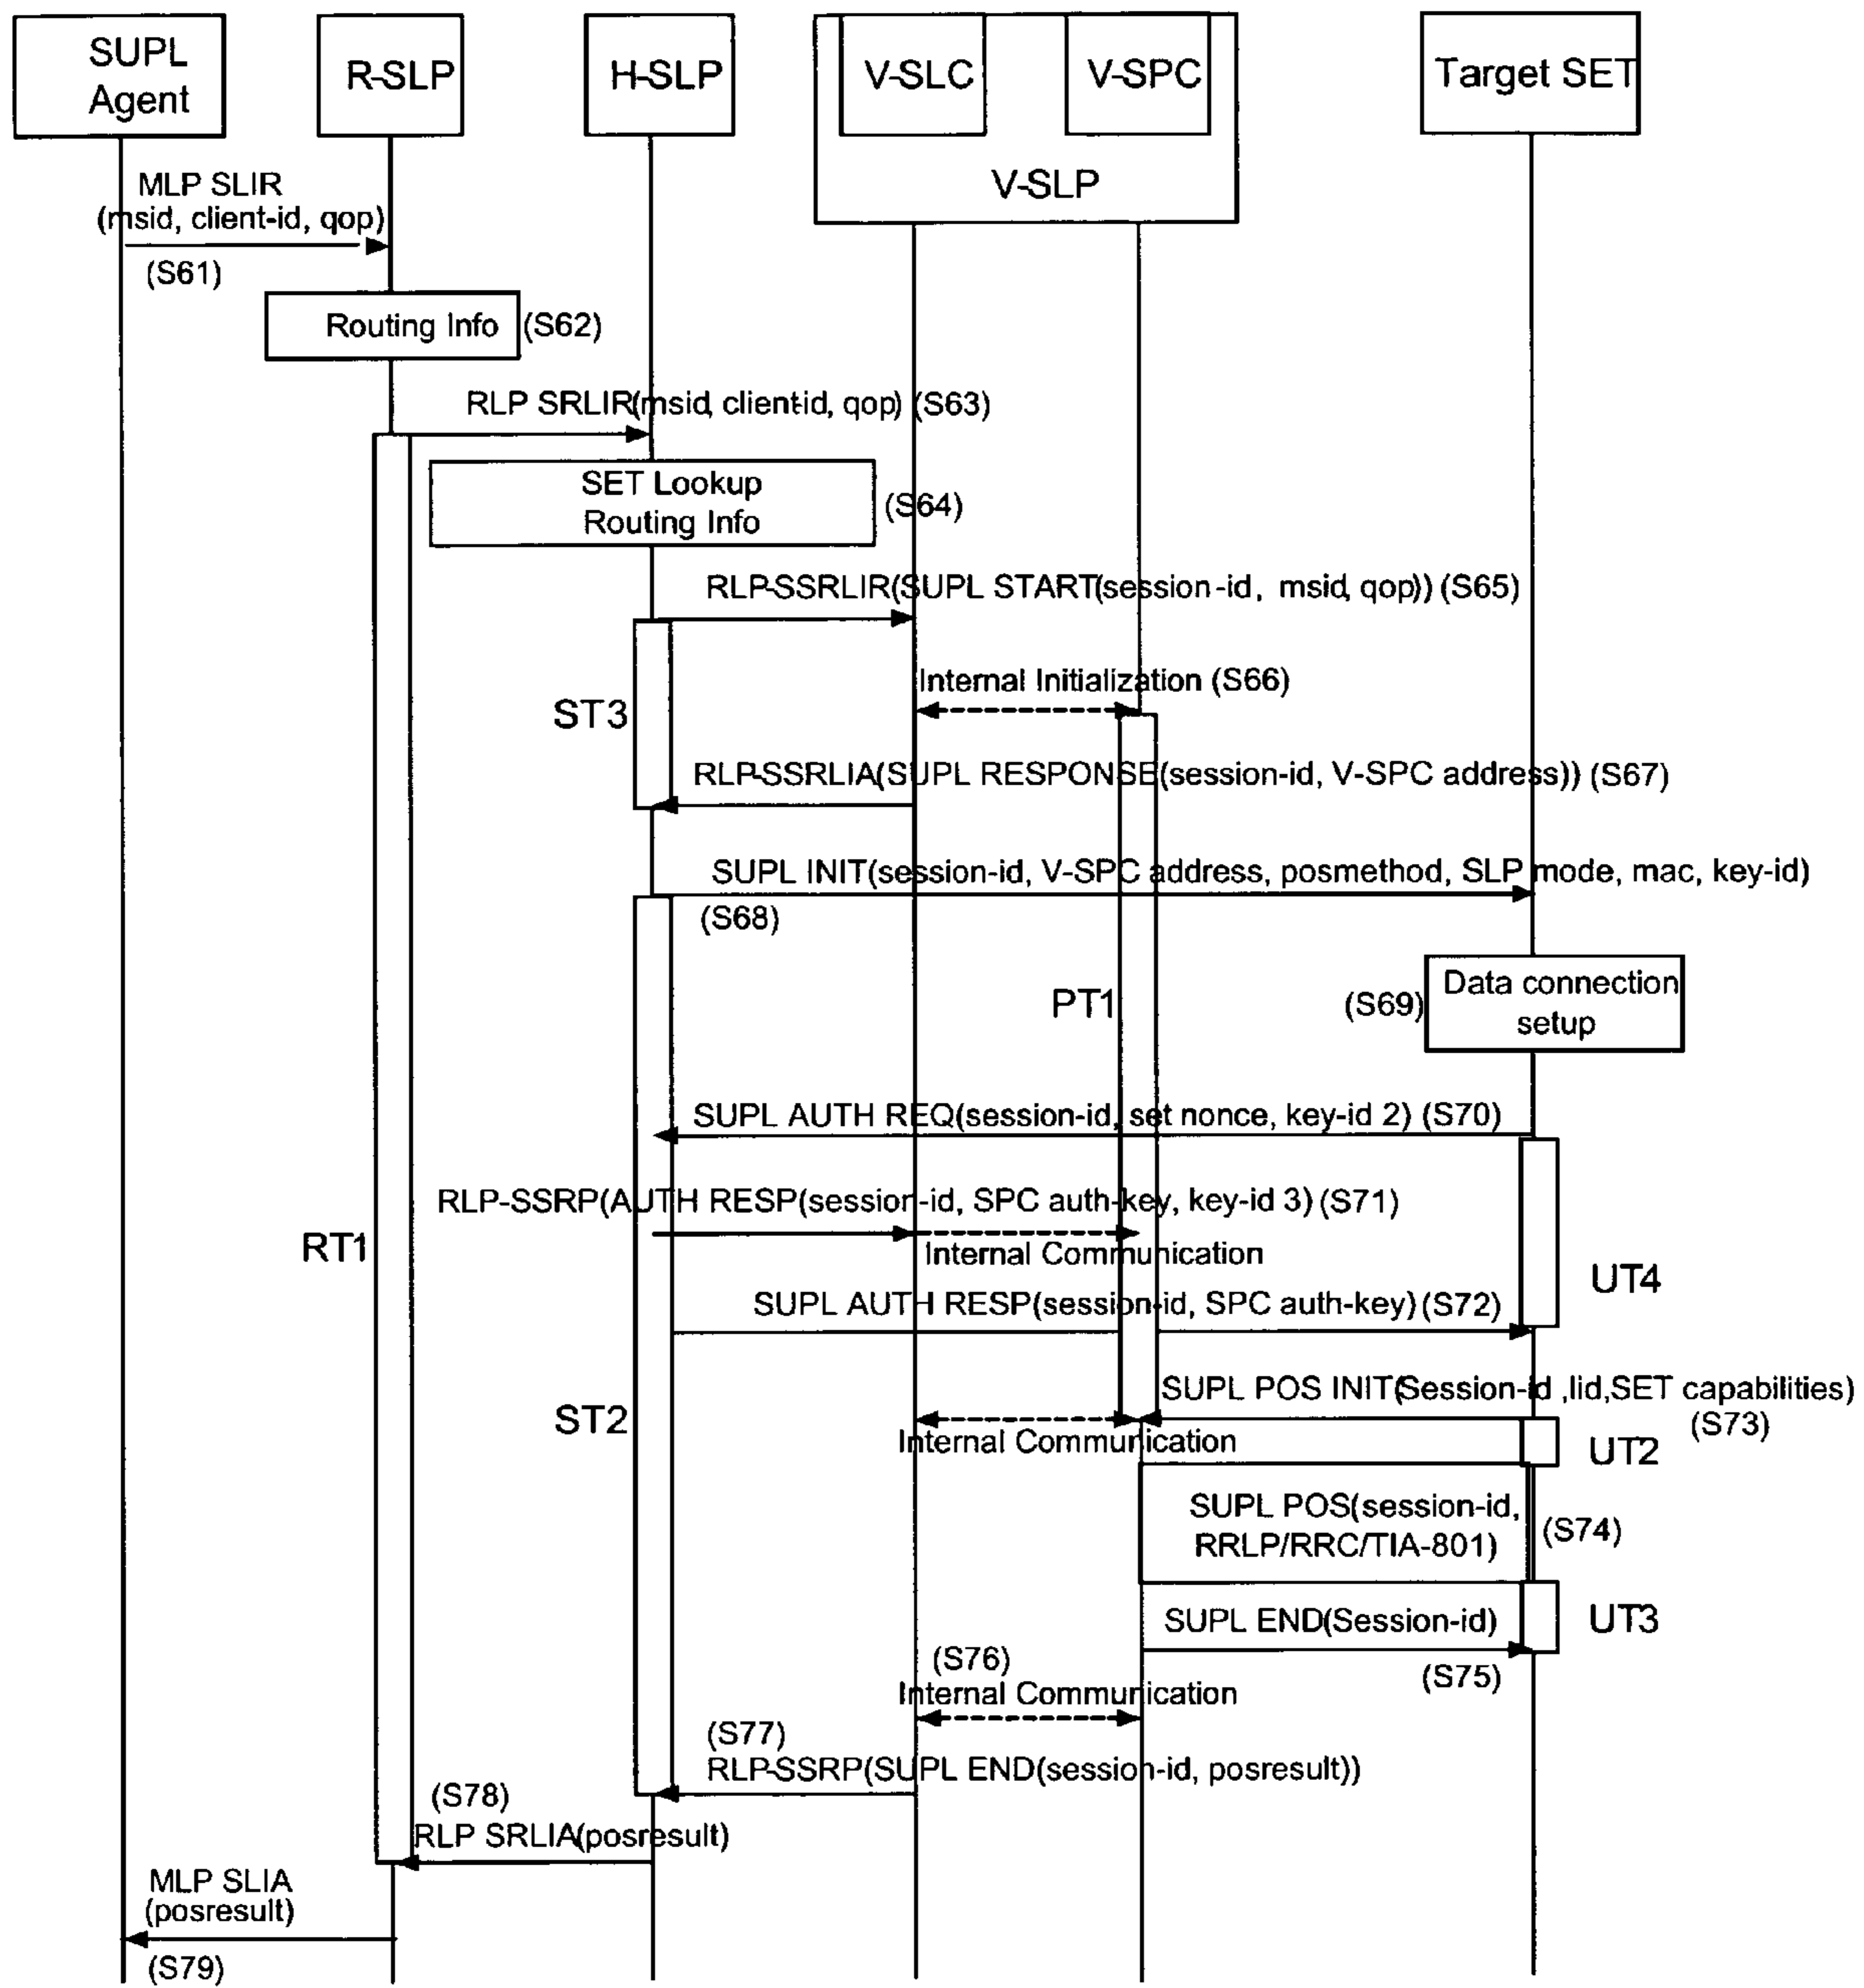 SUPL
Agent
R-SLP
H-SLP
V-SLC
V-SPC
V-SLP
Target SET
MLP SLIR
(msid, client-id, qop)
(S61)
Routing Info
(S62)
RLP SRLIR(msid, client-id, qop) (S63)
SET Lookup
Routing Info
(S64)
RLP-SSRLIR(SUPL START(session-id, msid, qop)) (S65)
Internal Initialization (S66)
ST3
RLP-SSRLIA(SUPL RESPONSE(session-id, V-SPC address)) (S67)
SUPL INIT(session-id, V-SPC address, posmethod, SLP mode, mac, key-id)
(S68)
PT1
(S69)
Data connection
setup
SUPL AUTH REQ(session-id, set nonce, key-id 2) (S70)
RLP-SSRP(AUTH RESP(session-id, SPC auth-key, key-id 3) (S71)
RT1
Internal Communication
UT4
SUPL AUTH RESP(session-id, SPC auth-key) (S72)
SUPL POS INIT(Session-id ,lid,SET capabilities)
(S73)
ST2
Internal Communication
UT2
SUPL POS(session-id,
RRLP/RRC/TIA-801)
(S74)
SUPL END(Session-id)
UT3
(S75)
(S76)
Internal Communication
(S77)
RLP-SSRP(SUPL END(session-id, posresult))
(S78)
RLP SRLIA(posresult)
MLP SLIA
(posresult)
(S79)